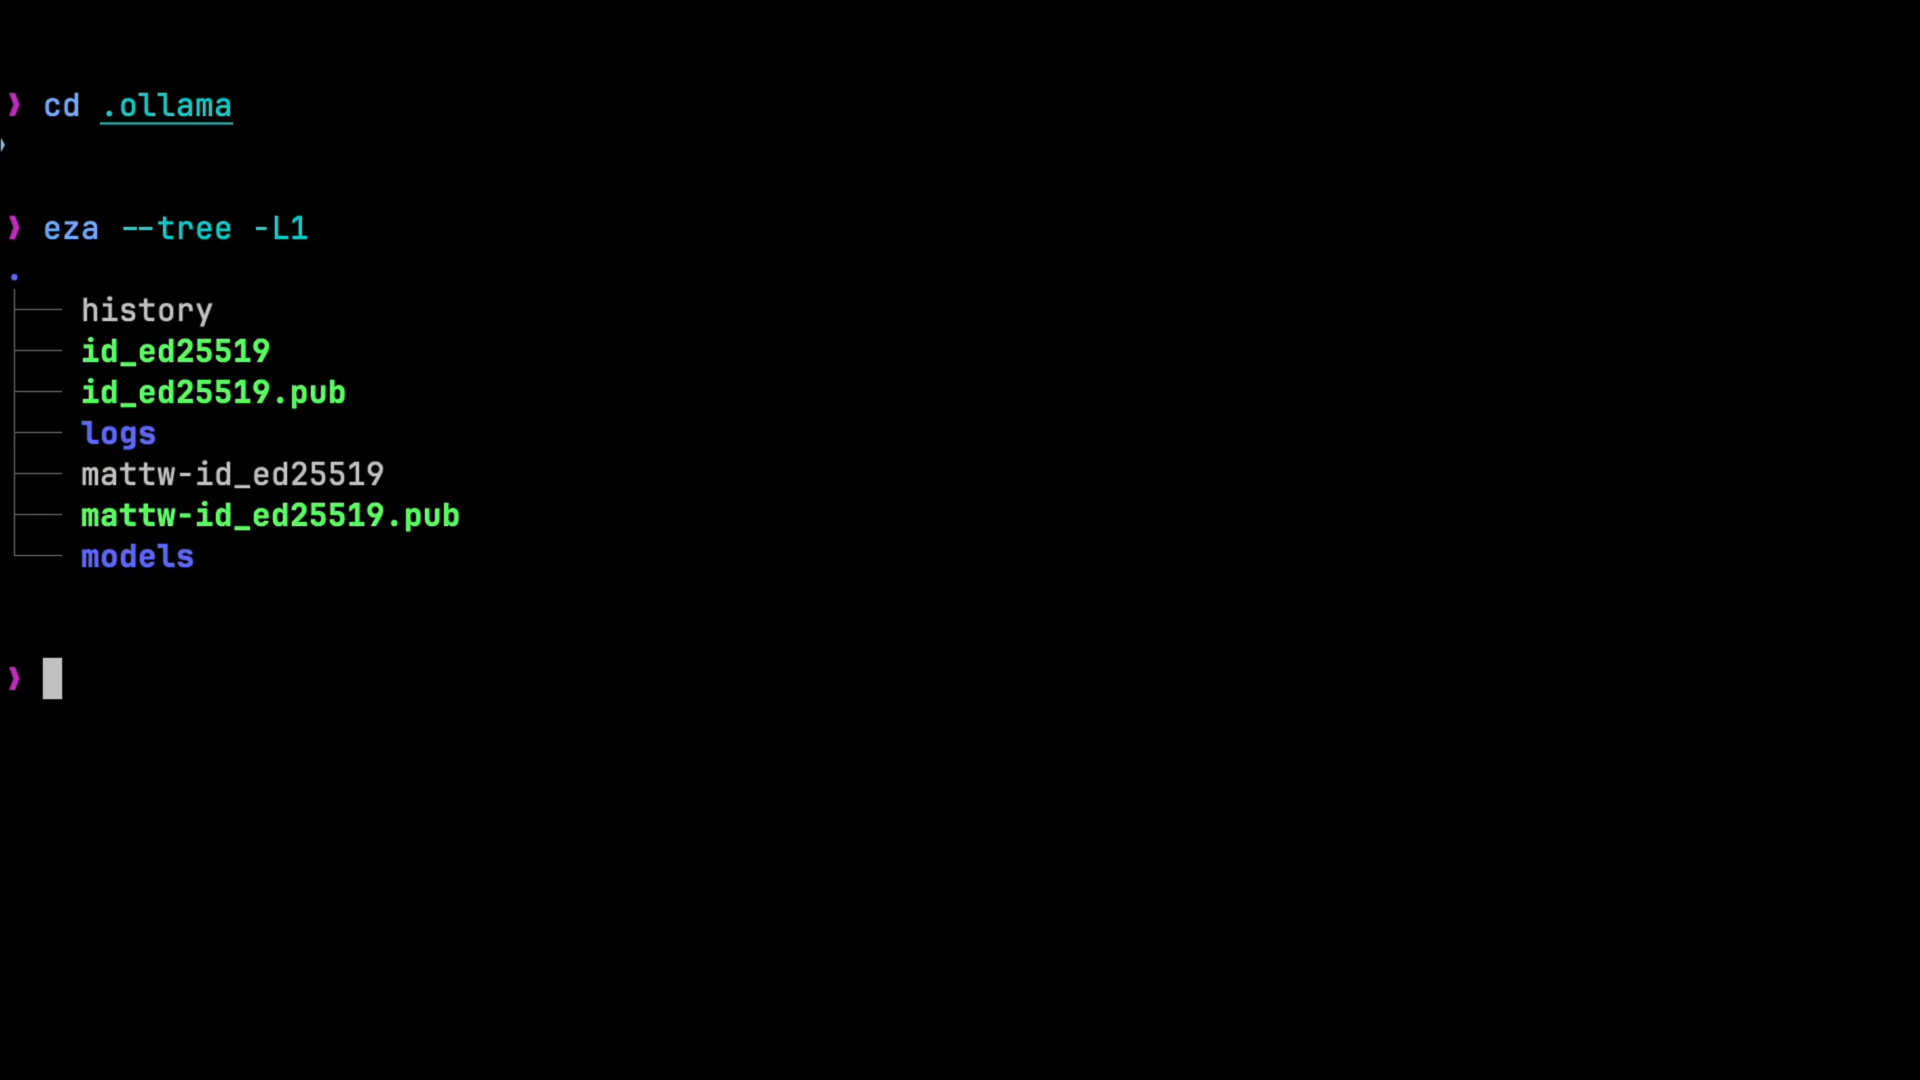 ❯ cd .ollama
❯ eza --tree -L1
.
├── history
├── id_ed25519
├── id_ed25519.pub
├── logs
├── mattw-id_ed25519
├── mattw-id_ed25519.pub
└── models
❯